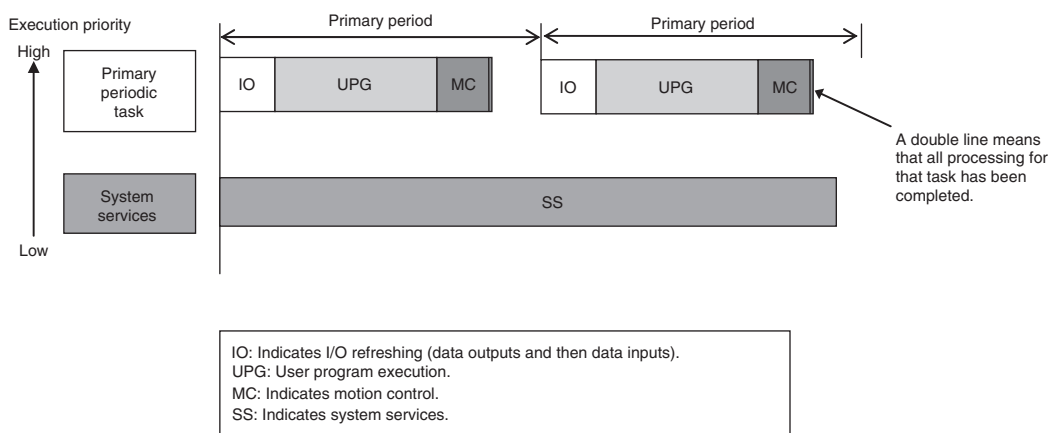 Execution priority
High
Low
Primary
periodic
task
System
services
Primary period
Primary period
IO
UPG
MC
IO
UPG
MC
A double line means
that all processing for
that task has been
completed.
SS
IO: Indicates I/O refreshing (data outputs and then data inputs).
UPG: User program execution.
MC: Indicates motion control.
SS: Indicates system services.